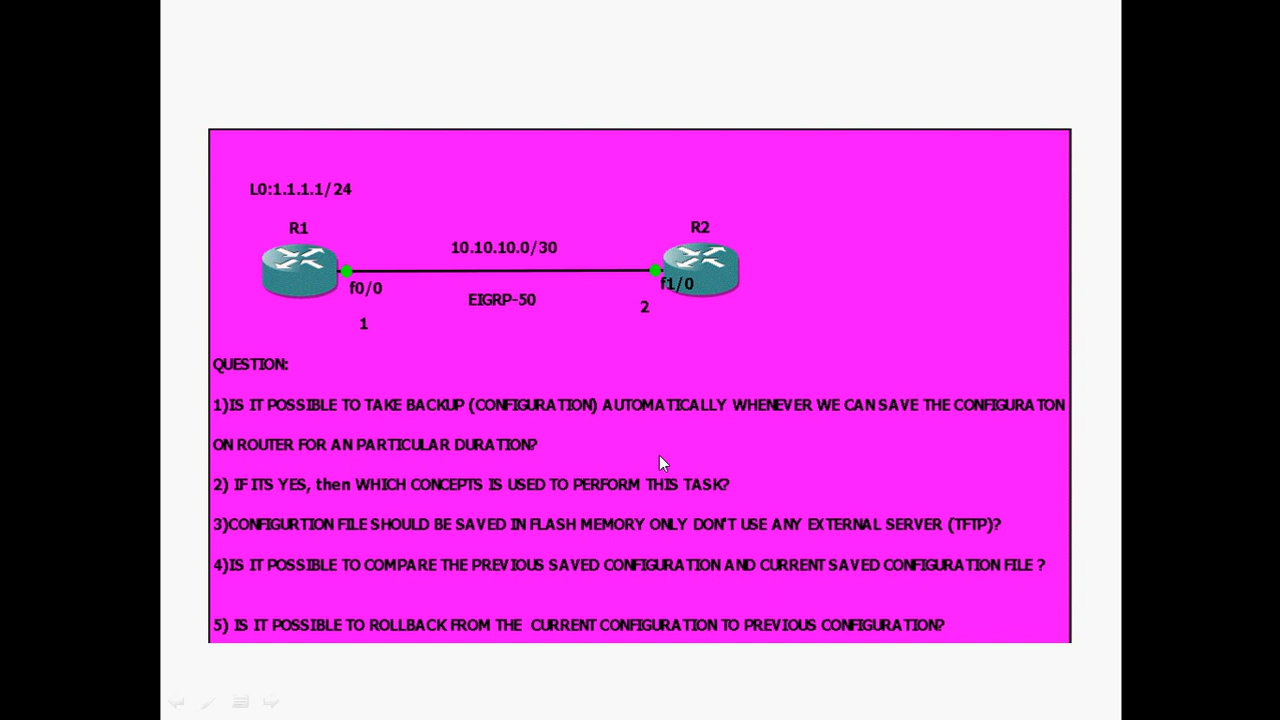 L0:1.1.1.1/24
R1
R2
10.10.10.0/30
f0/0
f1/0
EIGRP-50
2
1
QUESTION:
1)IS IT POSSIBLE TO TAKE BACKUP (CONFIGURATION) AUTOMATICALLY WHENEVER WE CAN SAVE THE CONFIGURATON
ON ROUTER FOR AN PARTICULAR DURATION?
2) IF ITS YES, then WHICH CONCEPTS IS USED TO PERFORM THIS TASK?
3)CONFIGURTION FILE SHOULD BE SAVED IN FLASH MEMORY ONLY DON'T USE ANY EXTERNAL SERVER (TFTP)?
4)IS IT POSSIBLE TO COMPARE THE PREVIOUS SAVED CONFIGURATION AND CURRENT SAVED CONFIGURATION FILE ?
5) IS IT POSSIBLE TO ROLLBACK FROM THE CURRENT CONFIGURATION TO PREVIOUS CONFIGURATION?